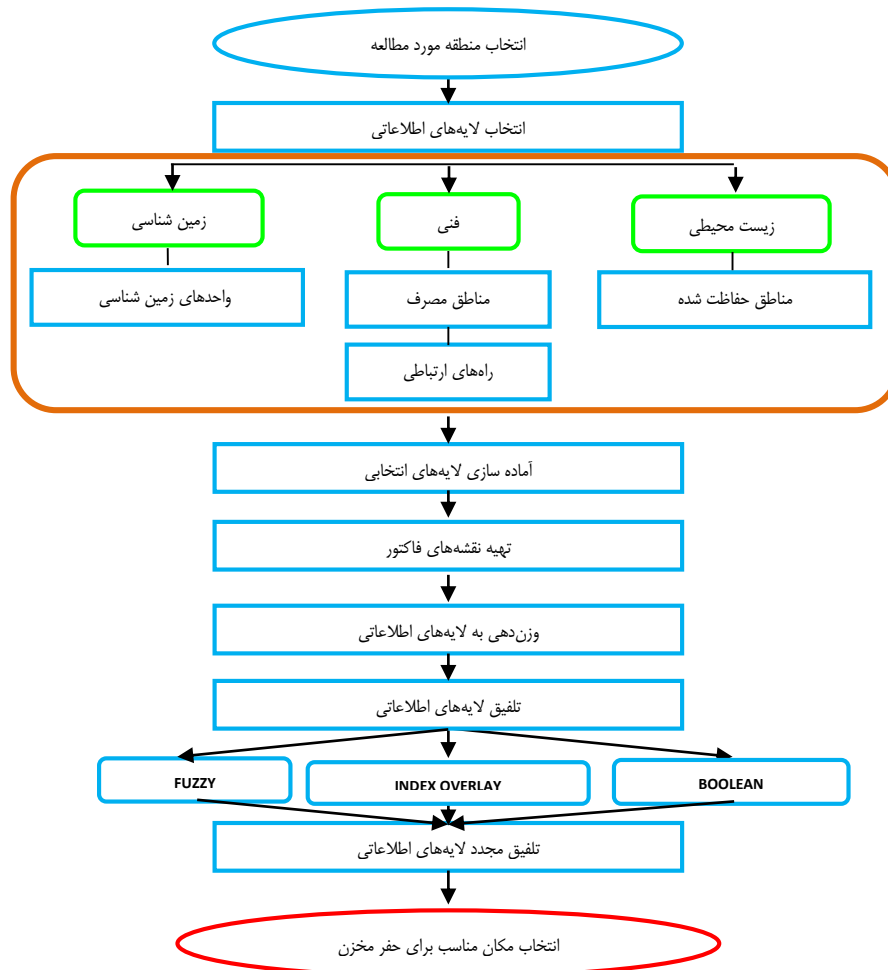 انتخاب منطقه مورد مطالعه
انتخاب لایه‌های اطلاعاتی
زیست محیطی
فنی
زمین شناسی
مناطق حفاظت شده
مناطق مصرف
واحدهای زمین شناسی
راه‌های ارتباطی
آماده سازی لایه‌های انتخابی
تهیه نقشه‌های فاکتور
وزن‌دهی به لایه‌های اطلاعاتی
تلفیق لایه‌های اطلاعاتی
BOOLEAN
INDEX OVERLAY
FUZZY
تلفیق مجدد لایه‌های اطلاعاتی
انتخاب مکان مناسب برای حفر مخزن